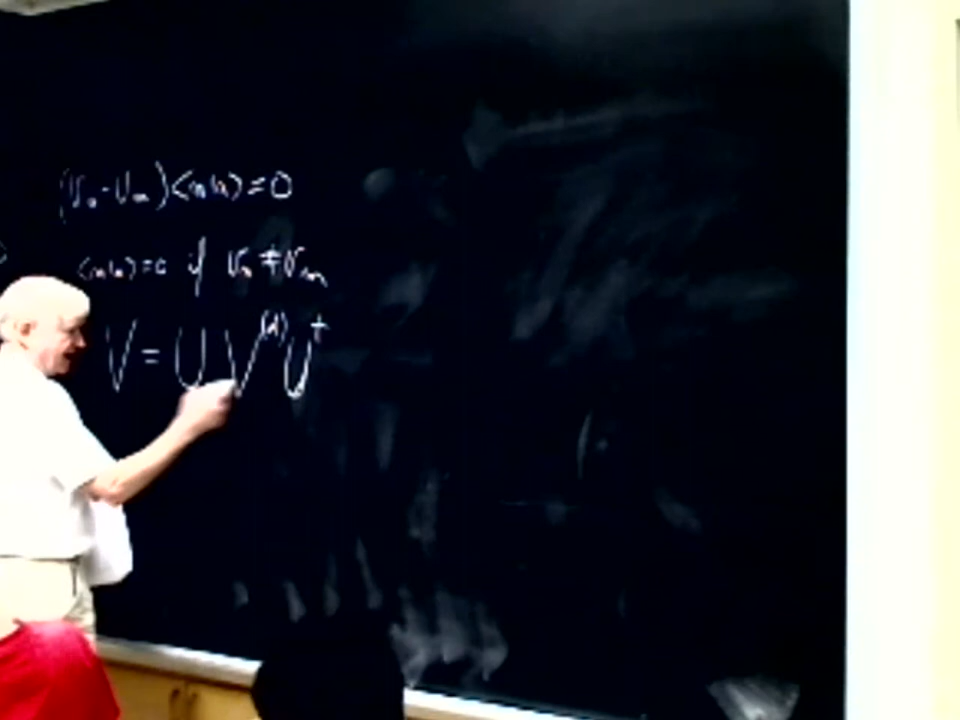 (v_n - v_m)<m|n> = 0
<m|n> = 0 if v_n ≠ v_m
V = U V^(d) U^†